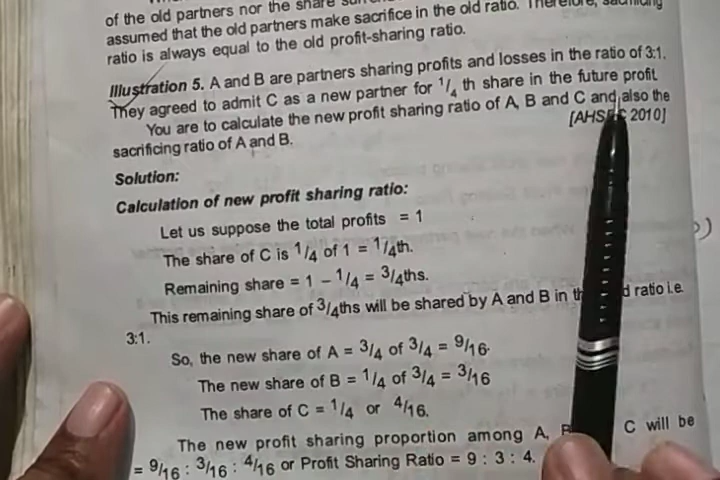 of the old partners nor the share
assumed that the old partners make sacrifice in the old ratio. Therefore, sacrificing
ratio is always equal to the old profit-sharing ratio.
Illustration 5. A and B are partners sharing profits and losses in the ratio of 3:1.
They agreed to admit C as a new partner for 1/4 th share in the future profit
You are to calculate the new profit sharing ratio of A, B and C and also the
sacrificing ratio of A and B.
[AHSEC 2010]
Solution:
Calculation of new profit sharing ratio:
Let us suppose the total profits = 1
The share of C is 1/4 of 1 = 1/4th.
Remaining share = 1 – 1/4 = 3/4ths.
This remaining share of 3/4ths will be shared by A and B in the d ratio i.e.
3:1.
So, the new share of A = 3/4 of 3/4 = 9/16.
The new share of B = 1/4 of 3/4 = 3/16
The share of C = 1/4 or 4/16.
The new profit sharing proportion among A, B C will be
= 9/16 : 3/16 : 4/16 or Profit Sharing Ratio = 9 : 3 : 4.